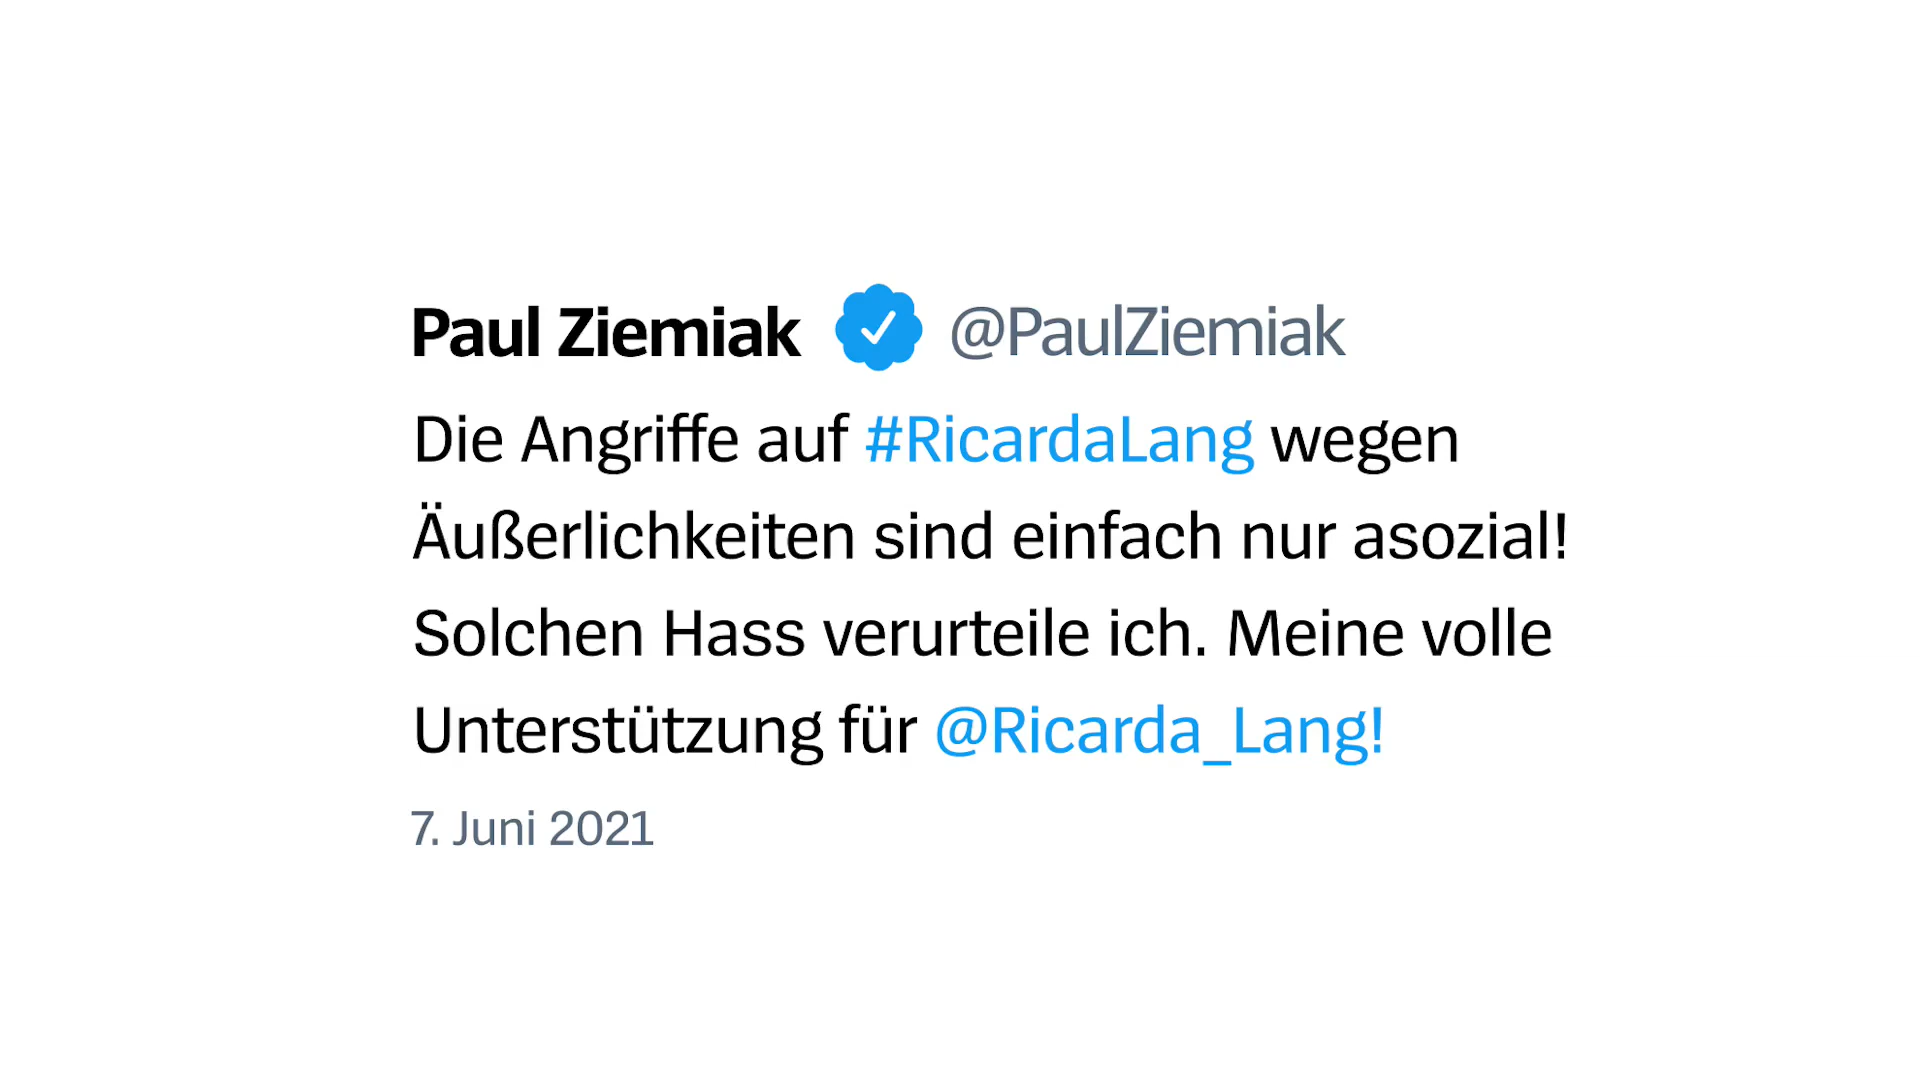 Paul Ziemiak @PaulZiemiak
Die Angriffe auf #RicardaLang wegen
Äußerlichkeiten sind einfach nur asozial!
Solchen Hass verurteile ich. Meine volle
Unterstützung für @Ricarda_Lang!
7. Juni 2021